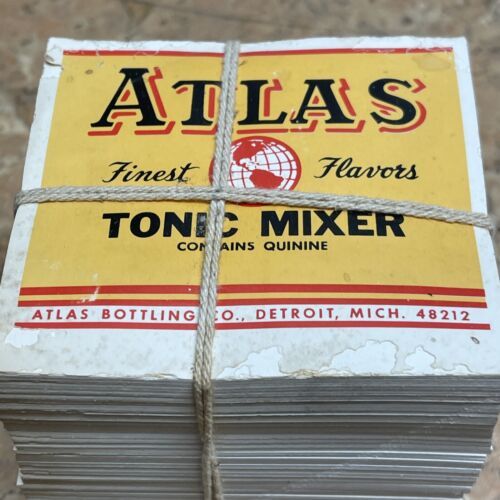 ATLAS
Finest Flavors
TONIC MIXER
CONTAINS QUININE
ATLAS BOTTLING CO., DETROIT, MICH. 48212